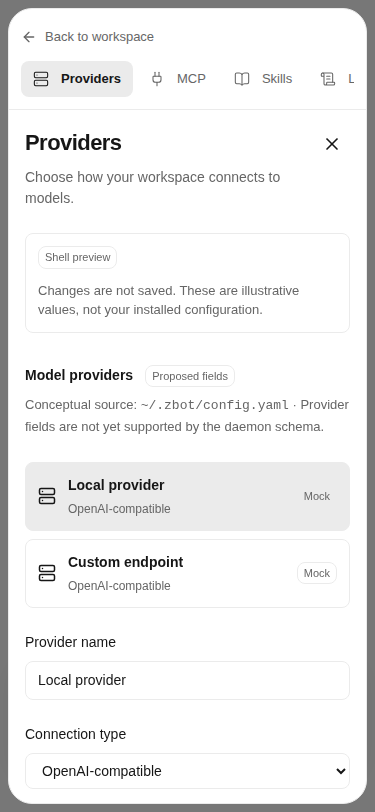 Back to workspace
Providers
MCP
Skills
L
Providers
Choose how your workspace connects to
models.
Shell preview
Changes are not saved. These are illustrative
values, not your installed configuration.
Model providers
Proposed fields
Conceptual source: ~/.zbot/config.yaml · Provider
fields are not yet supported by the daemon schema.
Local provider
OpenAI-compatible
Mock
Custom endpoint
OpenAI-compatible
Mock
Provider name
Local provider
Connection type
OpenAI-compatible